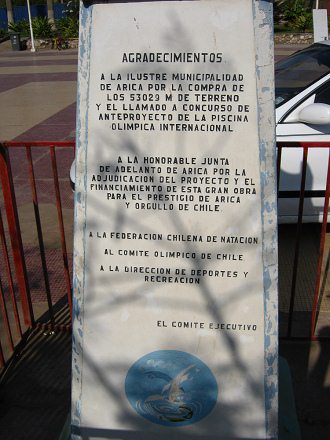 AGRADECIMIENTOS
A LA ILUSTRE MUNICIPALIDAD
DE ARICA POR LA COMPRA DE
LOS 53029 M DE TERRENO
Y EL LLAMADO A CONCURSO DE
ANTEPROYECTO DE LA PISCINA
OLIMPICA INTERNACIONAL
A LA HONORABLE JUNTA
DE ADELANTO DE ARICA POR LA
ADJUDICACION DEL PROYECTO Y EL
FINANCIAMIENTO DE ESTA GRAN OBRA
PARA EL PRESTIGIO DE ARICA
Y ORGULLO DE CHILE.
A LA FEDERACION CHILENA DE NATACION
AL COMITE OLIMPICO DE CHILE
A LA DIRECCION DE DEPORTES Y
RECREACION
EL COMITE EJECUTIVO